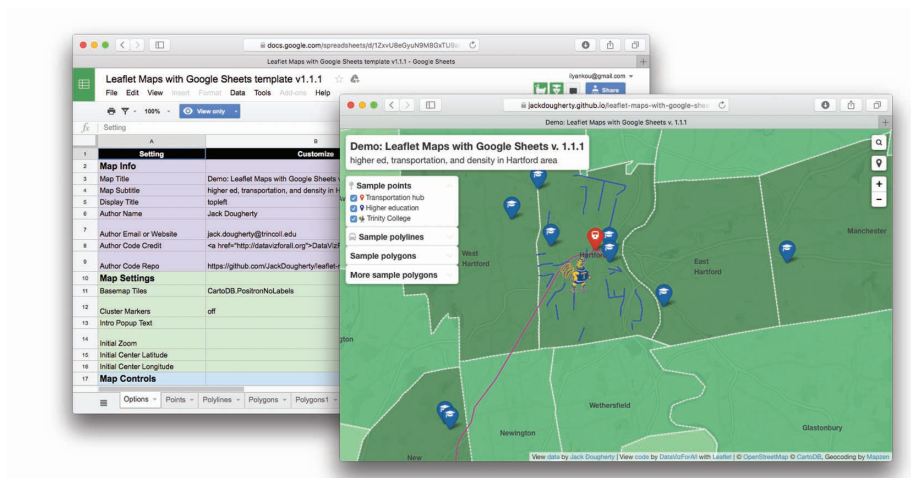 docs.google.com/spreadsheets/d/1ZxvU8eGyuN9M8GxTU9w
Leaflet Maps with Google Sheets template v1.1.1 - Google Sheets
Leaflet Maps with Google Sheets template v1.1.1
ilyankou@gmail.com
File Edit View Insert Format Data Tools Add-ons Help
Share
100% View only
fx Setting
A B
1 Setting Customize
2 Map Info
3 Map Title Demo: Leaflet Maps with Google Sheets
4 Map Subtitle higher ed, transportation, and density in H
5 Display Title topleft
6 Author Name Jack Dougherty
7 Author Email or Website jack.dougherty@trincoll.edu
8 Author Code Credit <a href="http://datavizforall.org">DataVizF
9 Author Code Repo https://github.com/JackDougherty/leaflet-
10 Map Settings
11 Basemap Tiles CartoDB.PositronNoLabels
12 Cluster Markers off
13 Intro Popup Text
14 Initial Zoom
15 Initial Center Latitude
16 Initial Center Longitude
17 Map Controls
Options Points Polylines Polygons Polygons1
jackdougherty.github.io/leaflet-maps-with-google-shee
Demo: Leaflet Maps with Google Sheets v. 1.1.1
Demo: Leaflet Maps with Google Sheets v. 1.1.1
higher ed, transportation, and density in Hartford area
Sample points
Transportation hub
Higher education
Trinity College
Sample polylines
Sample polygons
More sample polygons
+
−
Manchester
West
Hartford
Hartford
East
Hartford
gton
Wethersfield
Newington
Glastonbury
New
View data by Jack Dougherty | View code by DataVizForAll with Leaflet | © OpenStreetMap © CartoDB, Geocoding by Mapzen